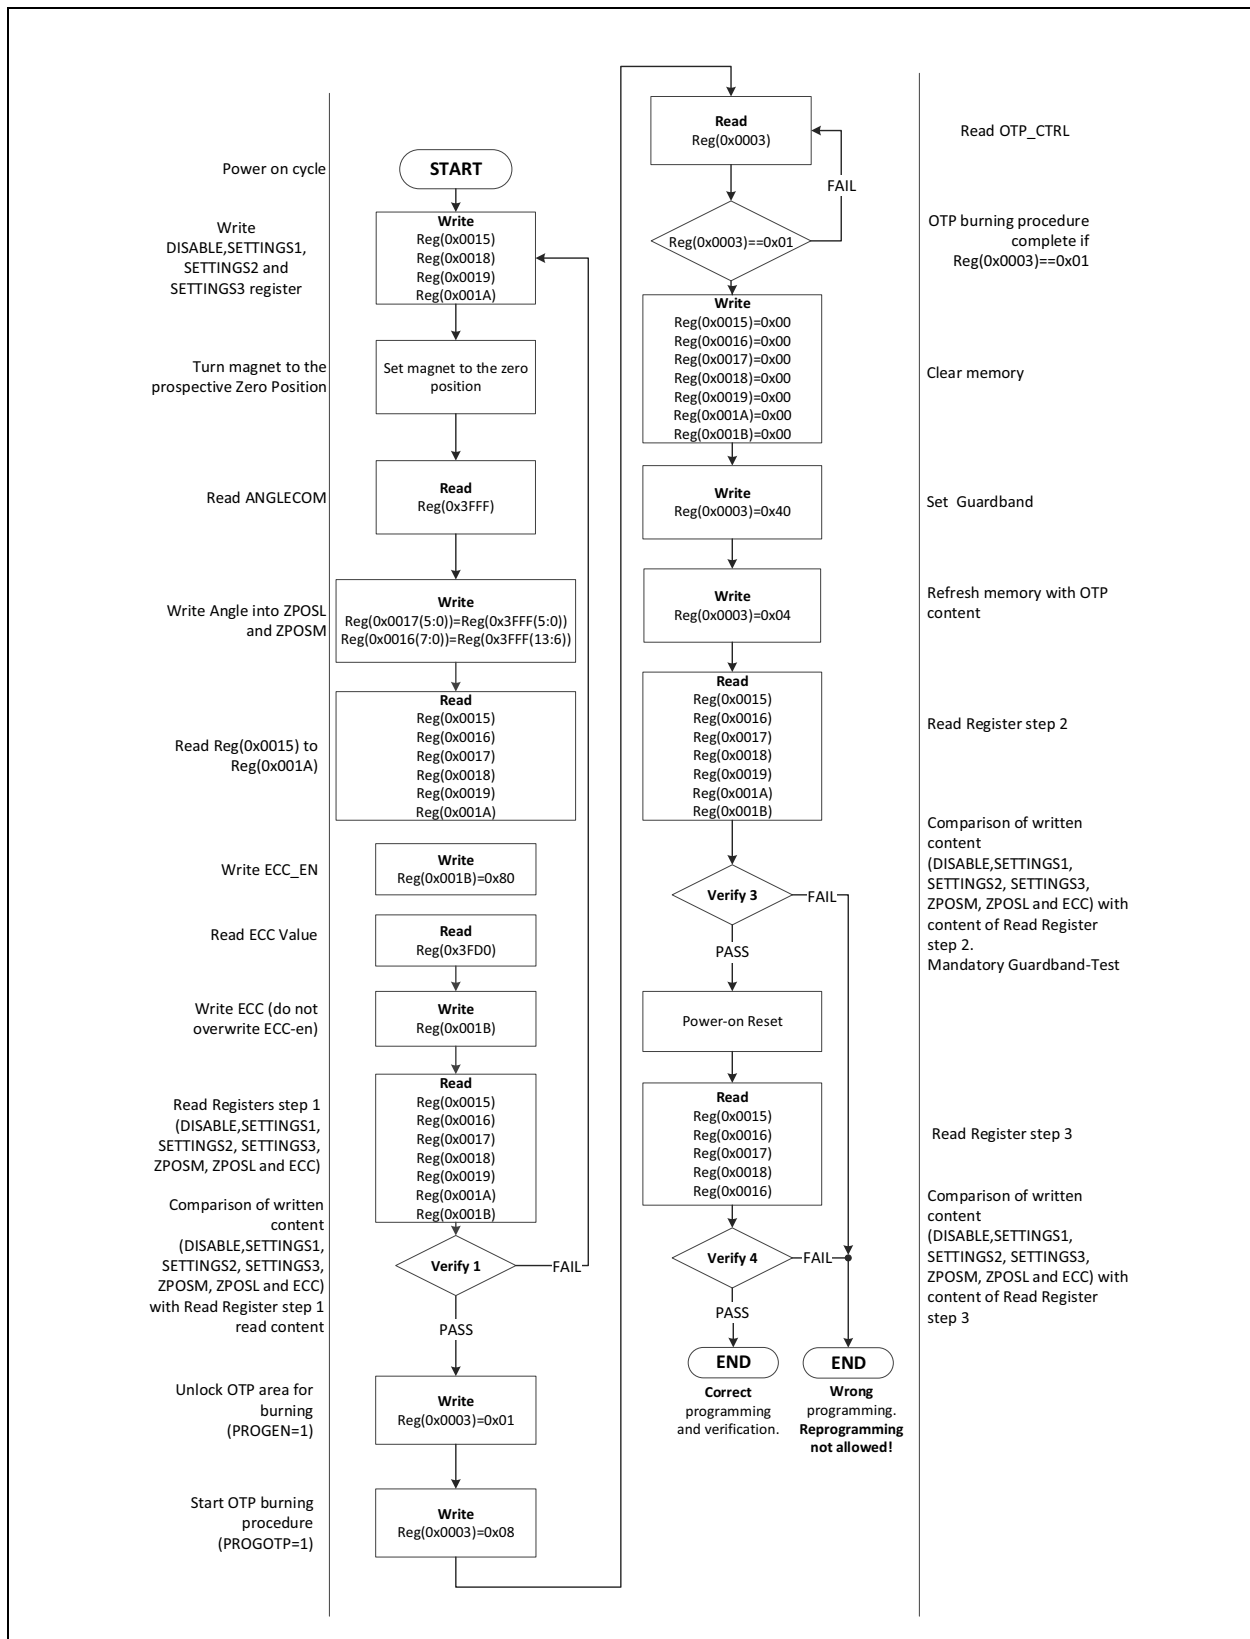 Power on cycle
START
Write
DISABLE,SETTINGS1,
SETTINGS2 and
SETTINGS3 register
Write
Reg(0x0015)
Reg(0x0018)
Reg(0x0019)
Reg(0x001A)
Turn magnet to the
prospective Zero Position
Set magnet to the zero
position
Read ANGLECOM
Read
Reg(0x3FFF)
Write Angle into ZPOSL
and ZPOSM
Write
Reg(0x0017(5:0))=Reg(0x3FFF(5:0))
Reg(0x0016(7:0))=Reg(0x3FFF(13:6))
Read Reg(0x0015) to
Reg(0x001A)
Read
Reg(0x0015)
Reg(0x0016)
Reg(0x0017)
Reg(0x0018)
Reg(0x0019)
Reg(0x001A)
Write ECC_EN
Write
Reg(0x001B)=0x80
Read ECC Value
Read
Reg(0x3FD0)
Write ECC (do not
overwrite ECC-en)
Write
Reg(0x001B)
Read Registers step 1
(DISABLE,SETTINGS1,
SETTINGS2, SETTINGS3,
ZPOSM, ZPOSL and ECC)
Read
Reg(0x0015)
Reg(0x0016)
Reg(0x0017)
Reg(0x0018)
Reg(0x0019)
Reg(0x001A)
Reg(0x001B)
Comparison of written
content
(DISABLE,SETTINGS1,
SETTINGS2, SETTINGS3,
ZPOSM, ZPOSL and ECC)
with Read Register step 1
read content
Verify 1
FAIL
PASS
Unlock OTP area for
burning
(PROGEN=1)
Write
Reg(0x0003)=0x01
Start OTP burning
procedure
(PROGOTP=1)
Write
Reg(0x0003)=0x08
Read
Reg(0x0003)
Read OTP_CTRL
FAIL
Reg(0x0003)==0x01
OTP burning procedure
complete if
Reg(0x0003)==0x01
Write
Reg(0x0015)=0x00
Reg(0x0016)=0x00
Reg(0x0017)=0x00
Reg(0x0018)=0x00
Reg(0x0019)=0x00
Reg(0x001A)=0x00
Reg(0x001B)=0x00
Clear memory
Write
Reg(0x0003)=0x40
Set Guardband
Write
Reg(0x0003)=0x04
Refresh memory with OTP
content
Read
Reg(0x0015)
Reg(0x0016)
Reg(0x0017)
Reg(0x0018)
Reg(0x0019)
Reg(0x001A)
Reg(0x001B)
Read Register step 2
Verify 3
FAIL
PASS
Comparison of written
content
(DISABLE,SETTINGS1,
SETTINGS2, SETTINGS3,
ZPOSM, ZPOSL and ECC) with
content of Read Register
step 2.
Mandatory Guardband-Test
Power-on Reset
Read
Reg(0x0015)
Reg(0x0016)
Reg(0x0017)
Reg(0x0018)
Reg(0x0016)
Read Register step 3
Verify 4
FAIL
PASS
Comparison of written
content
(DISABLE,SETTINGS1,
SETTINGS2, SETTINGS3,
ZPOSM, ZPOSL and ECC) with
content of Read Register
step 3
END
Correct
programming
and verification.
END
Wrong
programming.
Reprogramming
not allowed!